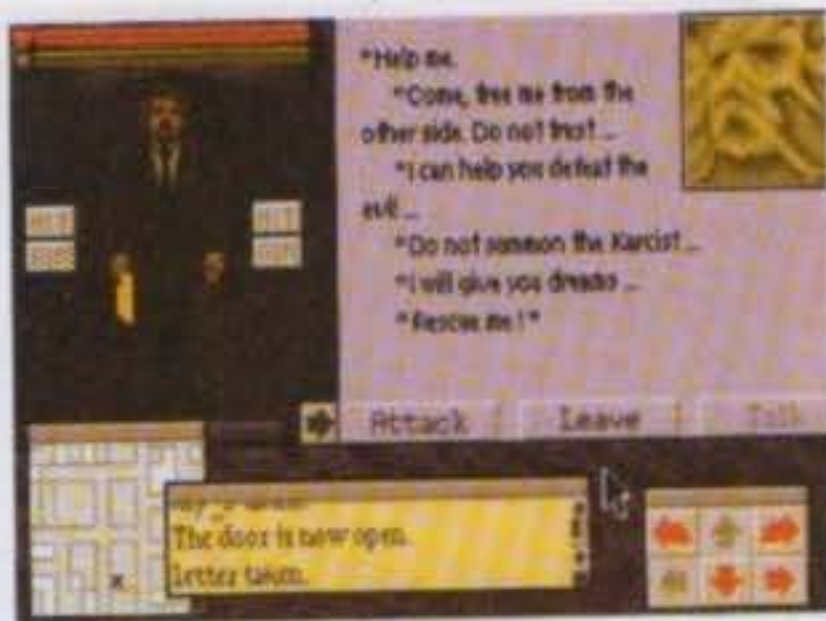 "Help me.
"Come, free me from the
other side. Do not trust ...
"I can help you defeat the
evil ...
"Do not summon the Karcist ...
"I will give you dreams ...
"Rescue me!"
Attack
Leave
Talk
The door is now open.
Letter taken.